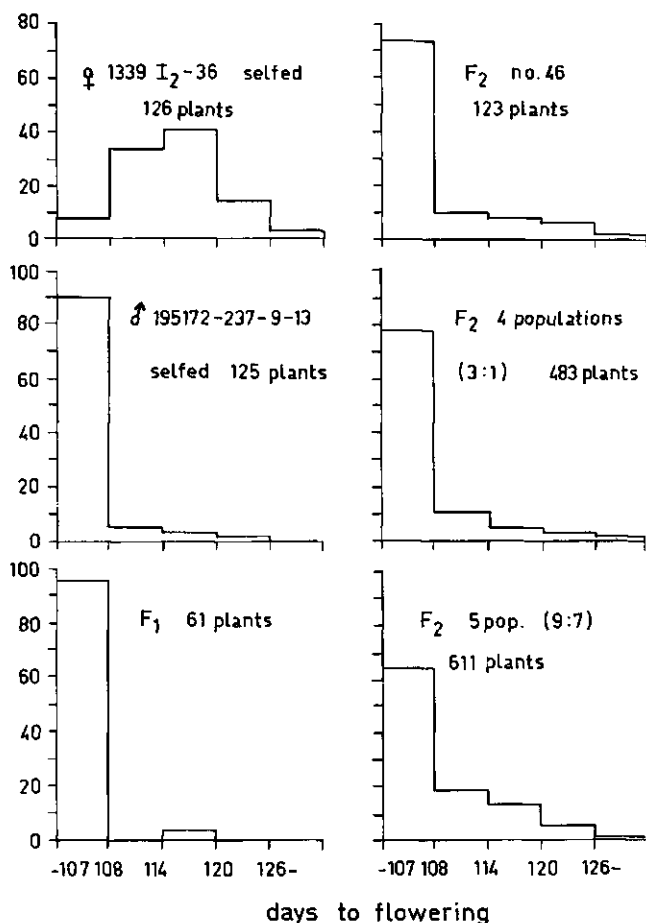 80
60
40
20
0
♀ 1339 I₂-36 selfed
126 plants
F₂ no. 46
123 plants
100
80
60
40
20
0
♂ 195172-237-9-13
selfed 125 plants
F₂ 4 populations
(3:1) 483 plants
100
80
60
40
20
0
F₁ 61 plants
F₂ 5 pop. (9:7)
611 plants
-107 108 114 120 126-
-107 108 114 120 126-
days to flowering